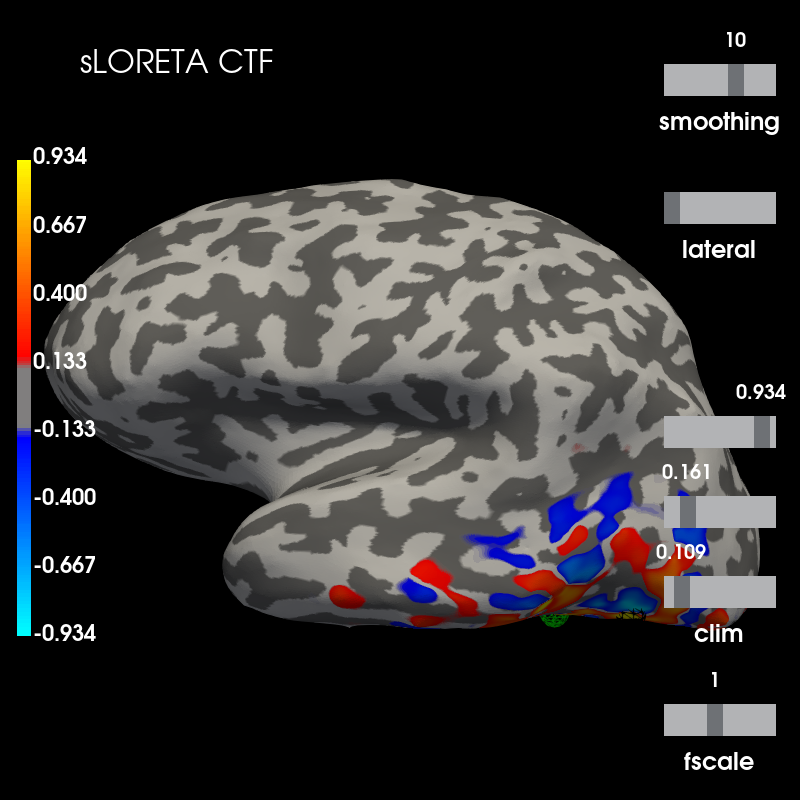 sLORETA CTF
10
smoothing
0.934
0.667
0.400
0.133
-0.133
-0.400
-0.667
-0.934
lateral
0.934
0.161
0.109
clim
1
fscale